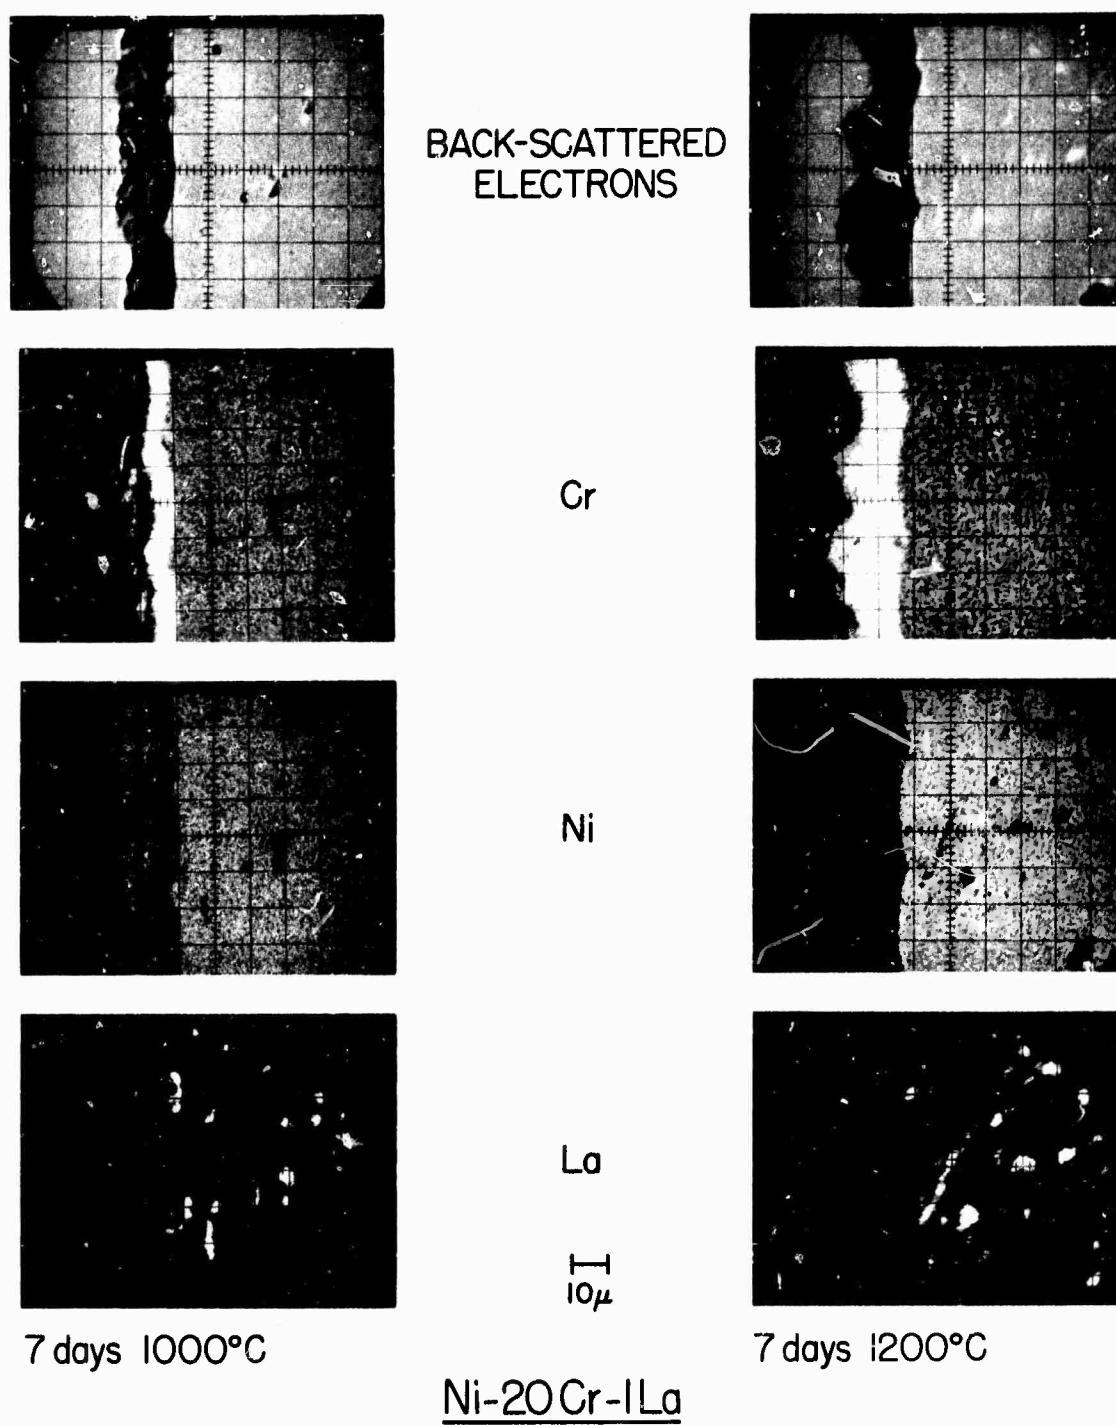 BACK-SCATTERED
ELECTRONS
Cr
Ni
La
10μ
7 days 1000°C
7 days 1200°C
Ni-20Cr-1La